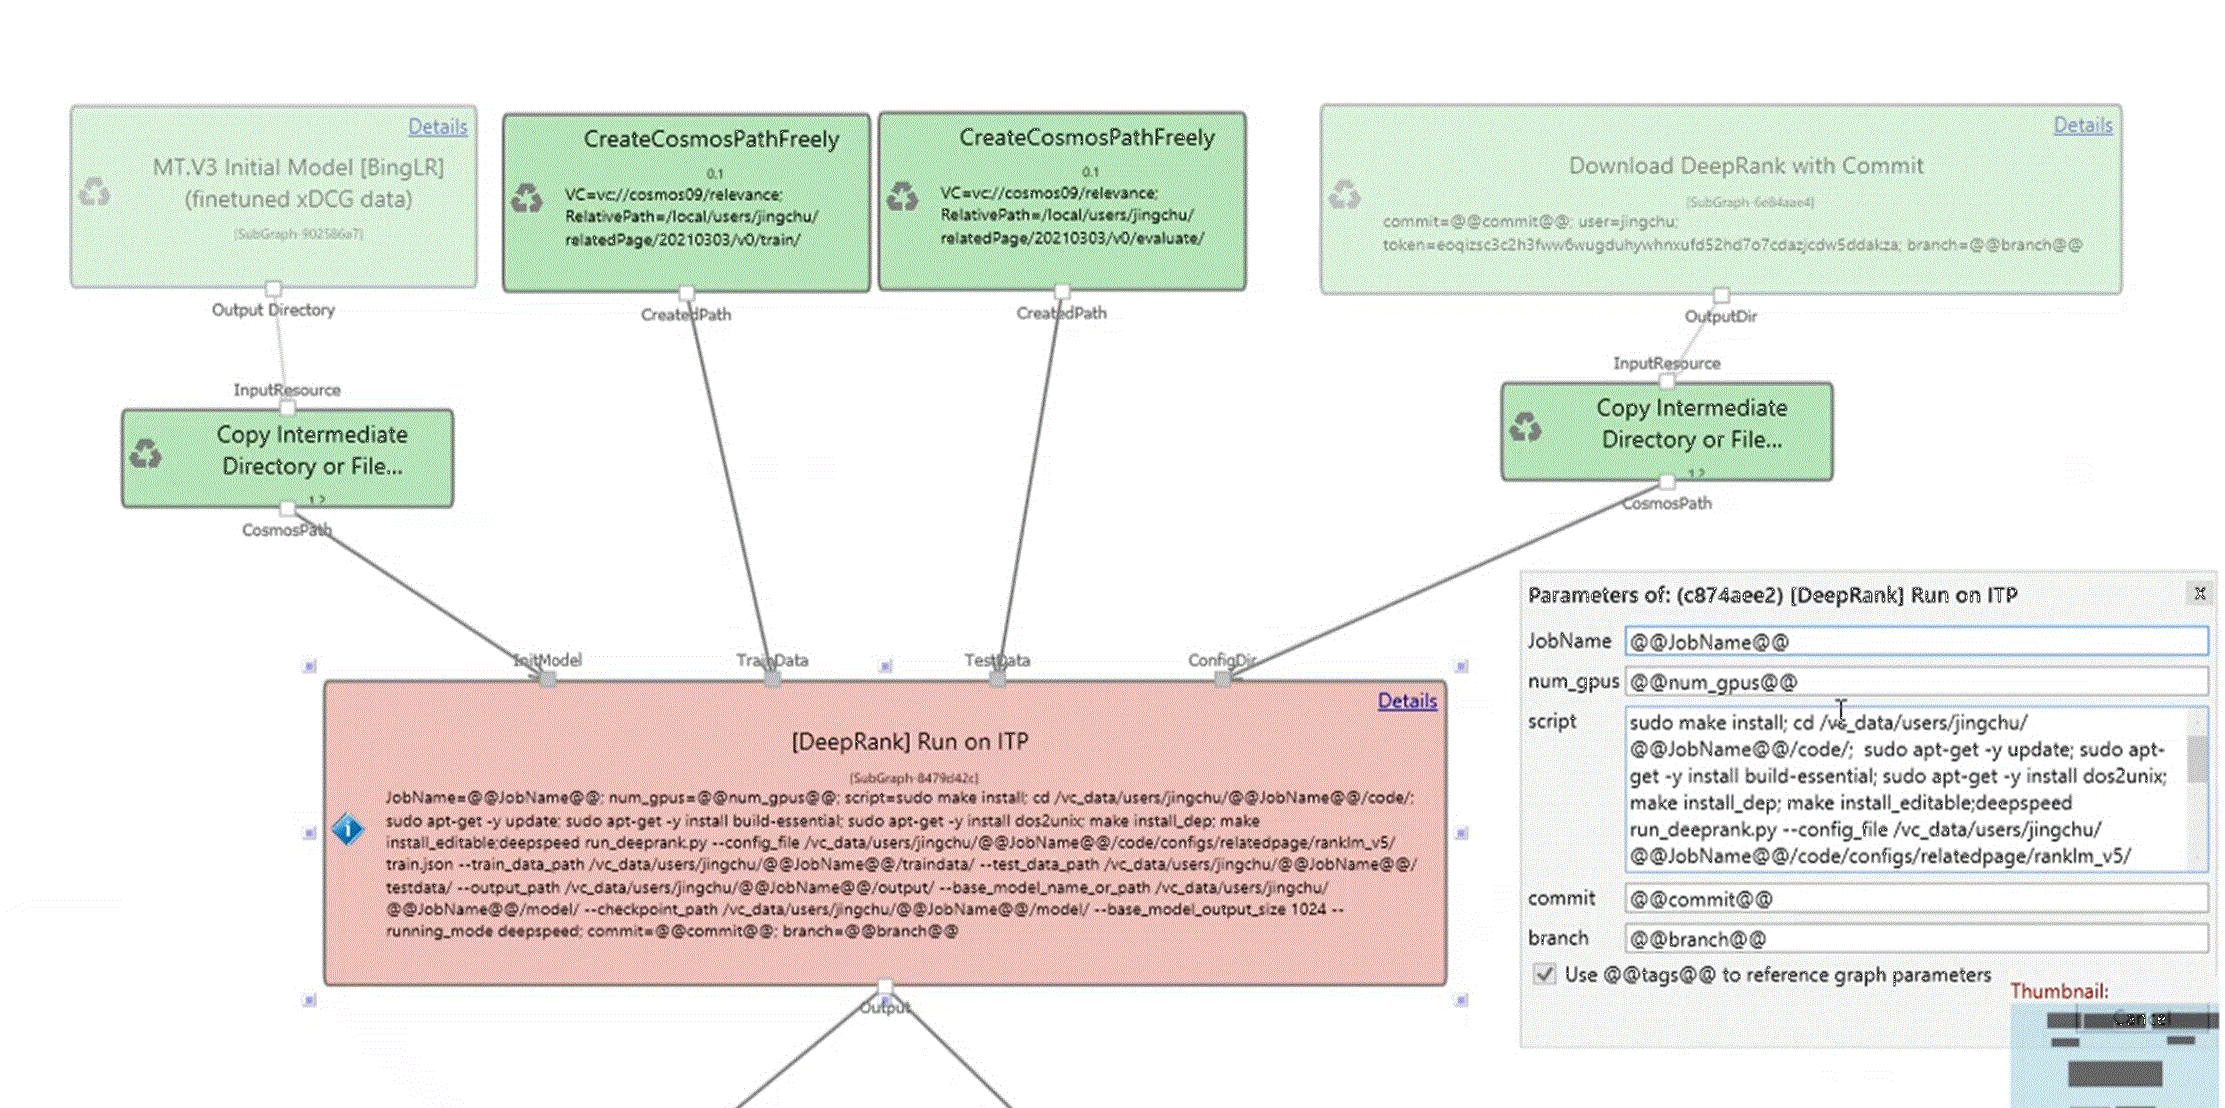 Details
MT.V3 Initial Model [BingLR]
(finetuned xDCG data)
[SubGraph-902586a7]
Output Directory
CreateCosmosPathFreely
0.1
VC=vc://cosmos09/relevance;
RelativePath=/local/users/jingchu/
relatedPage/20210303/v0/train/
CreatedPath
CreateCosmosPathFreely
0.1
VC=vc://cosmos09/relevance;
RelativePath=/local/users/jingchu/
relatedPage/20210303/v0/evaluate/
CreatedPath
Details
Download DeepRank with Commit
commit=@@commit@@; user=jingchu;
branch=@@branch@@
OutputDir
InputResource
Copy Intermediate
Directory or File...
1.2
CosmosPath
InputResource
Copy Intermediate
Directory or File...
1.2
CosmosPath
InitModel
TrainData
TestData
ConfigDir
Details
[DeepRank] Run on ITP
[SubGraph-8479d42c]
JobName=@@JobName@@; num_gpus=@@num_gpus@@; script=sudo make install; cd /vc_data/users/jingchu/@@JobName@@/code/;
sudo apt-get -y update; sudo apt-get -y install build-essential; sudo apt-get -y install dos2unix; make install_dep; make
install_editable;deepspeed run_deeprank.py --config_file /vc_data/users/jingchu/@@JobName@@/code/configs/relatedpage/ranklm_v5/
train.json --train_data_path /vc_data/users/jingchu/@@JobName@@/traindata/ --test_data_path /vc_data/users/jingchu/@@JobName@@/
testdata/ --output_path /vc_data/users/jingchu/@@JobName@@/output/ --base_model_name_or_path /vc_data/users/jingchu/
@@JobName@@/model/ --checkpoint_path /vc_data/users/jingchu/@@JobName@@/model/ --base_model_output_size 1024 --
running_mode deepspeed; commit=@@commit@@; branch=@@branch@@
Output
Parameters of: (c874aee2) [DeepRank] Run on ITP
x
JobName @@JobName@@
num_gpus @@num_gpus@@
script sudo make install; cd /vc_data/users/jingchu/
@@JobName@@/code/; sudo apt-get -y update; sudo apt-
get -y install build-essential; sudo apt-get -y install dos2unix;
make install_dep; make install_editable;deepspeed
run_deeprank.py --config_file /vc_data/users/jingchu/
@@JobName@@/code/configs/relatedpage/ranklm_v5/
commit @@commit@@
branch @@branch@@
Use @@tags@@ to reference graph parameters
Thumbnail:
Cancel